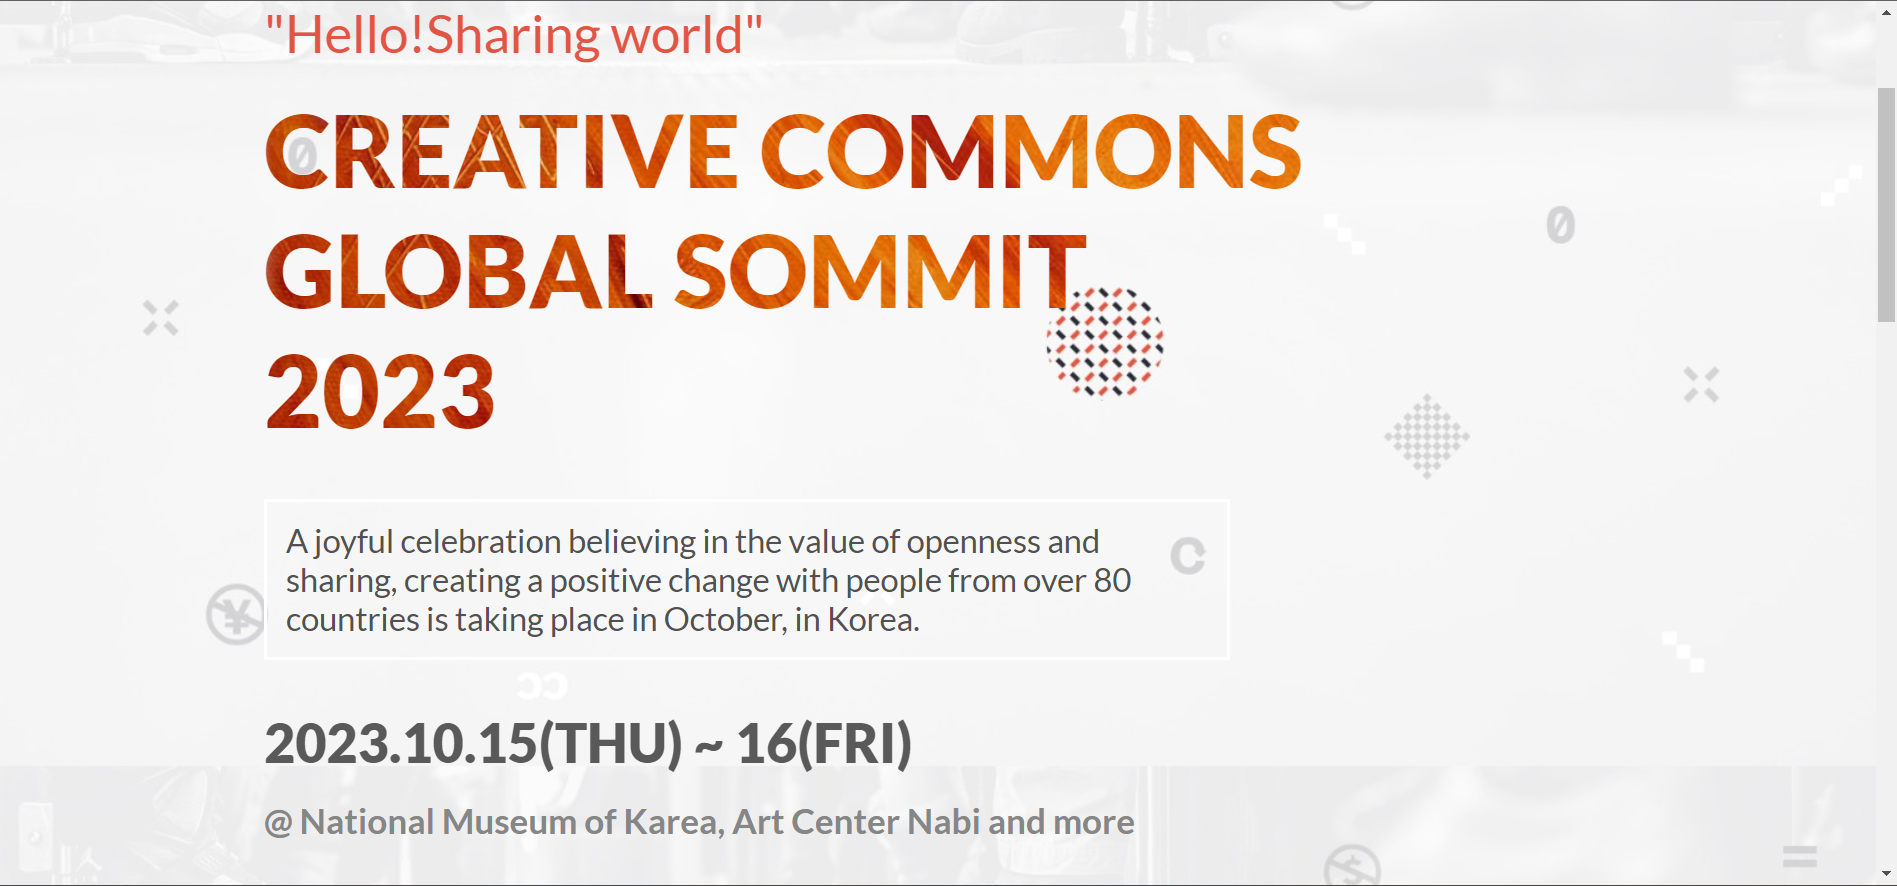 "Hello!Sharing world"
CREATIVE COMMONS
GLOBAL SOMMIT
2023
A joyful celebration believing in the value of openness and
sharing, creating a positive change with people from over 80
countries is taking place in October, in Korea.
2023.10.15(THU) ~ 16(FRI)
@ National Museum of Karea, Art Center Nabi and more